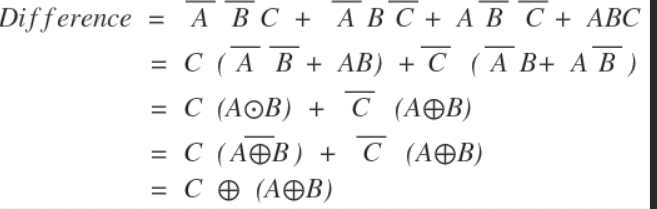 Difference = A̅ B̅ C + A̅ B C̅ + A B̅ C̅ + ABC
= C ( A̅ B̅ + AB) + C̅ ( A̅ B+ A B̅ )
= C (A⊙B) + C̅ (A⊕B)
= C ( A̅⊕̅B̅ ) + C̅ (A⊕B)
= C ⊕ (A⊕B)